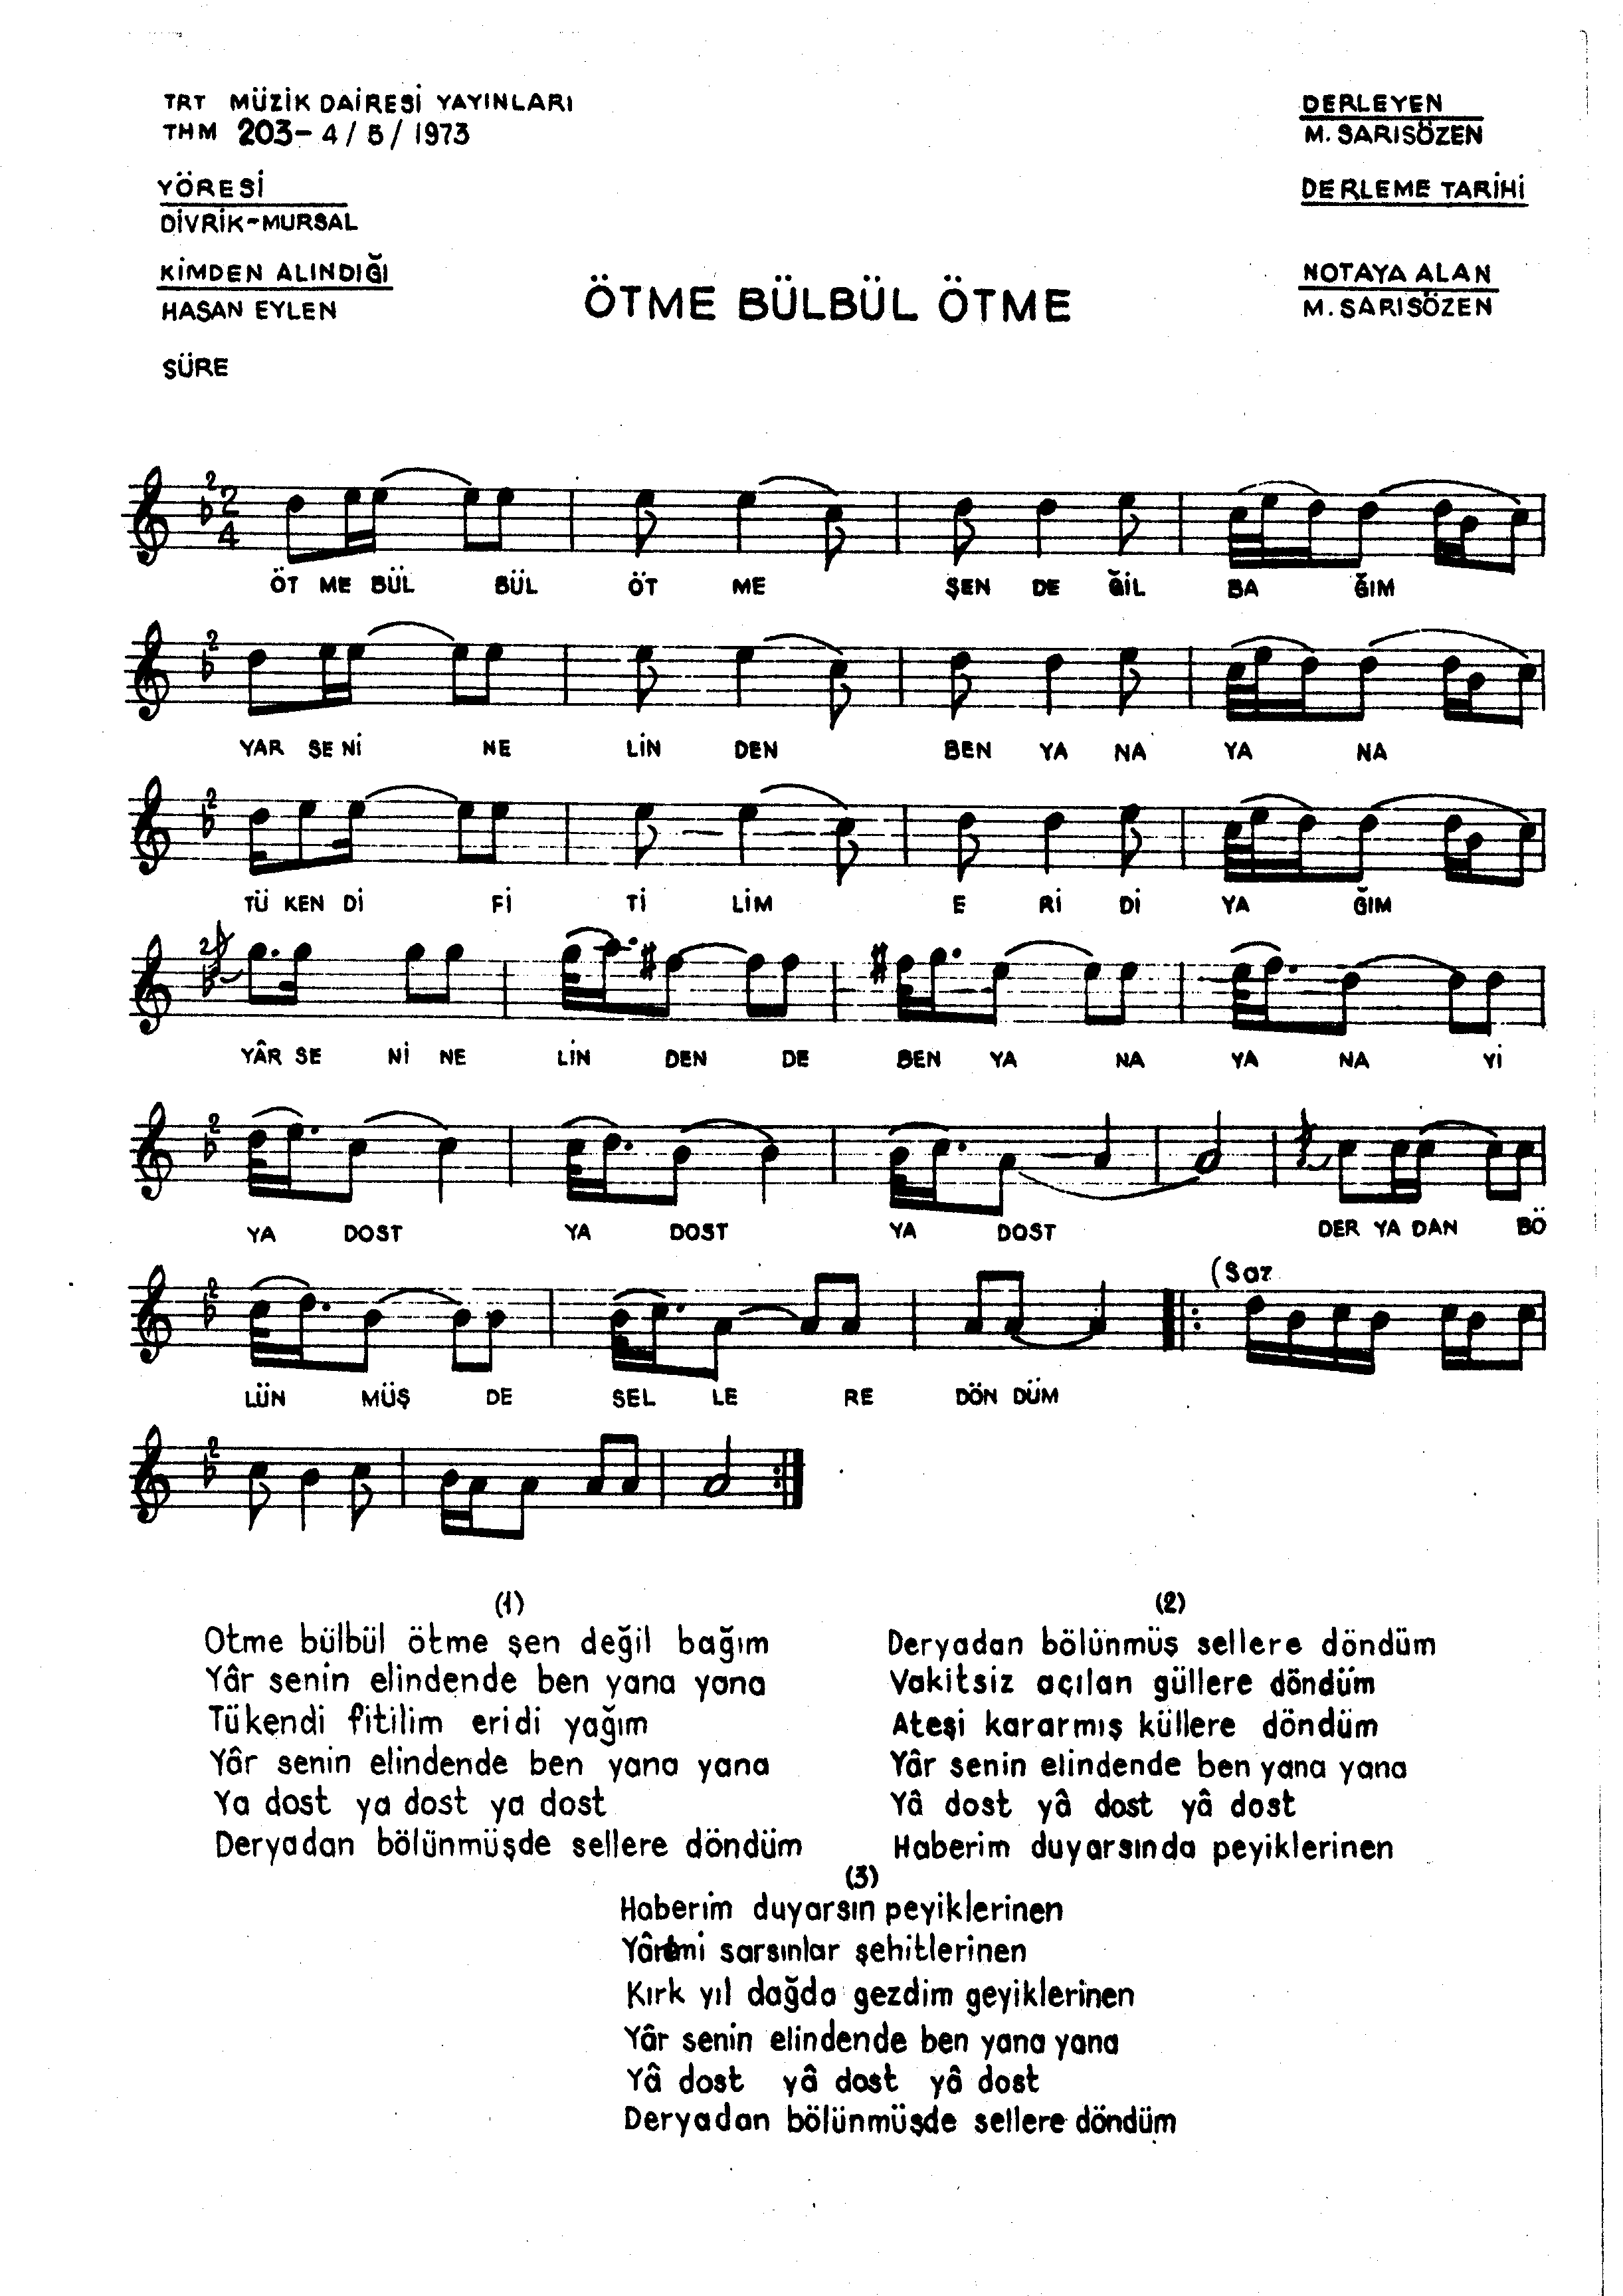 TRT MÜZİK DAİRESİ YAYINLARI
THM 203-4/5/1973
DERLEYEN
M. SARISÖZEN
YÖRESİ
DİVRİK-MURSAL
DERLEME TARİHİ
KİMDEN ALINDIĞI
HASAN EYLEN
ÖTME BÜLBÜL ÖTME
NOTAYA ALAN
M. SARISÖZEN
SÜRE
2
2
4
ÖT ME BÜL BÜL ÖT ME ŞEN DE ĞİL BA ĞIM
2
YAR SE Nİ NE LİN DEN BEN YA NA YA NA
2
TÜ KEN Dİ Fİ Tİ LİM E Rİ Dİ YA ĞIM
2
YÂR SE Nİ NE LİN DEN DE BEN YA NA YA NA Yİ
2
YA DOST YA DOST YA DOST DER YA DAN BÖ
2
(Saz
LÜN MÜŞ DE SEL LE RE DÖN DÜM
2
(1)
Otme bülbül ötme şen değil bağım
Yâr senin elindende ben yana yana
Tükendi fitilim eridi yağım
Yâr senin elindende ben yana yana
Ya dost ya dost ya dost
Deryadan bölünmüşde sellere döndüm
(2)
Deryadan bölünmüş sellere döndüm
Vakitsiz açılan güllere döndüm
Ateşi kararmış küllere döndüm
Yâr senin elindende ben yana yana
Yâ dost yâ dost yâ dost
Haberim duyarsında peyiklerinen
(3)
Haberim duyarsın peyiklerinen
sarsınlar şehitlerinen
Kırk yıl dağda gezdim geyiklerinen
Yâr senin elindende ben yana yana
Yâ dost yâ dost yâ dost
Deryadan bölünmüşde sellere döndüm